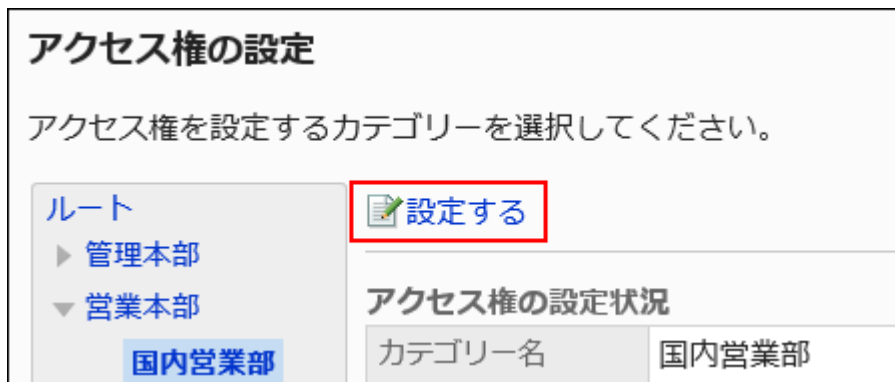 アクセス権の設定
アクセス権を設定するカテゴリーを選択してください。
ルート
管理本部
営業本部
国内営業部
設定する
アクセス権の設定状況
カテゴリー名 国内営業部